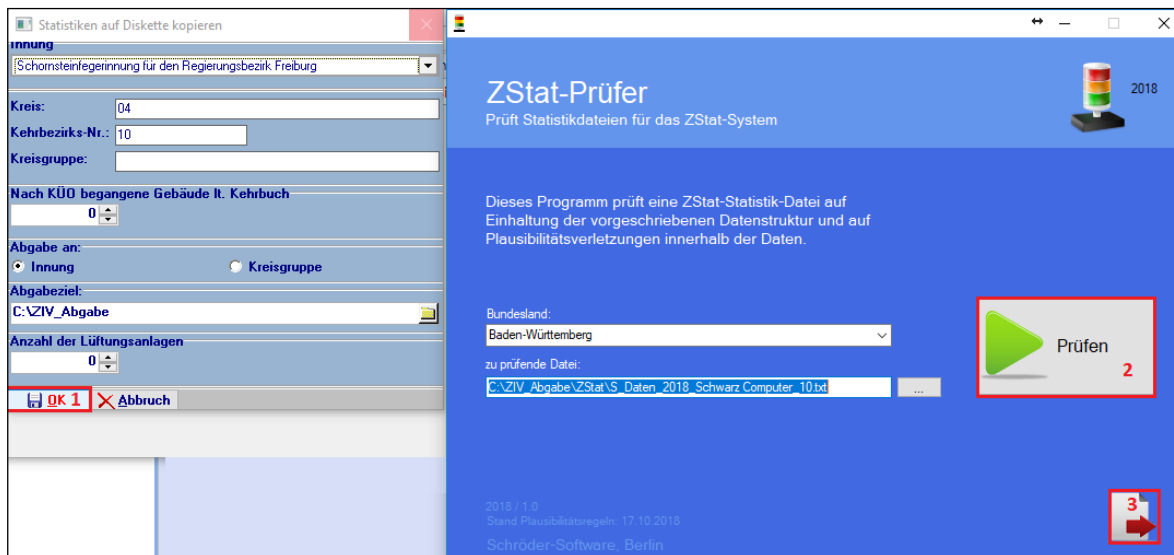 Statistiken auf Diskette kopieren
Innung
Schornsteinfegerinnung für den Regierungsbezirk Freiburg
Kreis: 04
Kehrbezirks-Nr.: 10
Kreisgruppe:
Nach KÜO begangene Gebäude lt. Kehrbuch
0
Abgabe an:
Innung Kreisgruppe
Abgabeziel:
C:\ZIV_Abgabe
Anzahl der Lüftungsanlagen
0
OK 1 Abbruch
ZStat-Prüfer
2018
Prüft Statistikdateien für das ZStat-System
Dieses Programm prüft eine ZStat-Statistik-Datei auf
Einhaltung der vorgeschriebenen Datenstruktur und auf
Plausibilitätsverletzungen innerhalb der Daten.
Bundesland:
Baden-Württemberg
zu prüfende Datei:
C:\ZIV_Abgabe\ZStat\S_Daten_2018_Schwarz Computer_10.txt
...
Prüfen
2
3
2018 / 1.0
Stand Plausibilitätsregeln: 17.10.2018
Schröder-Software, Berlin